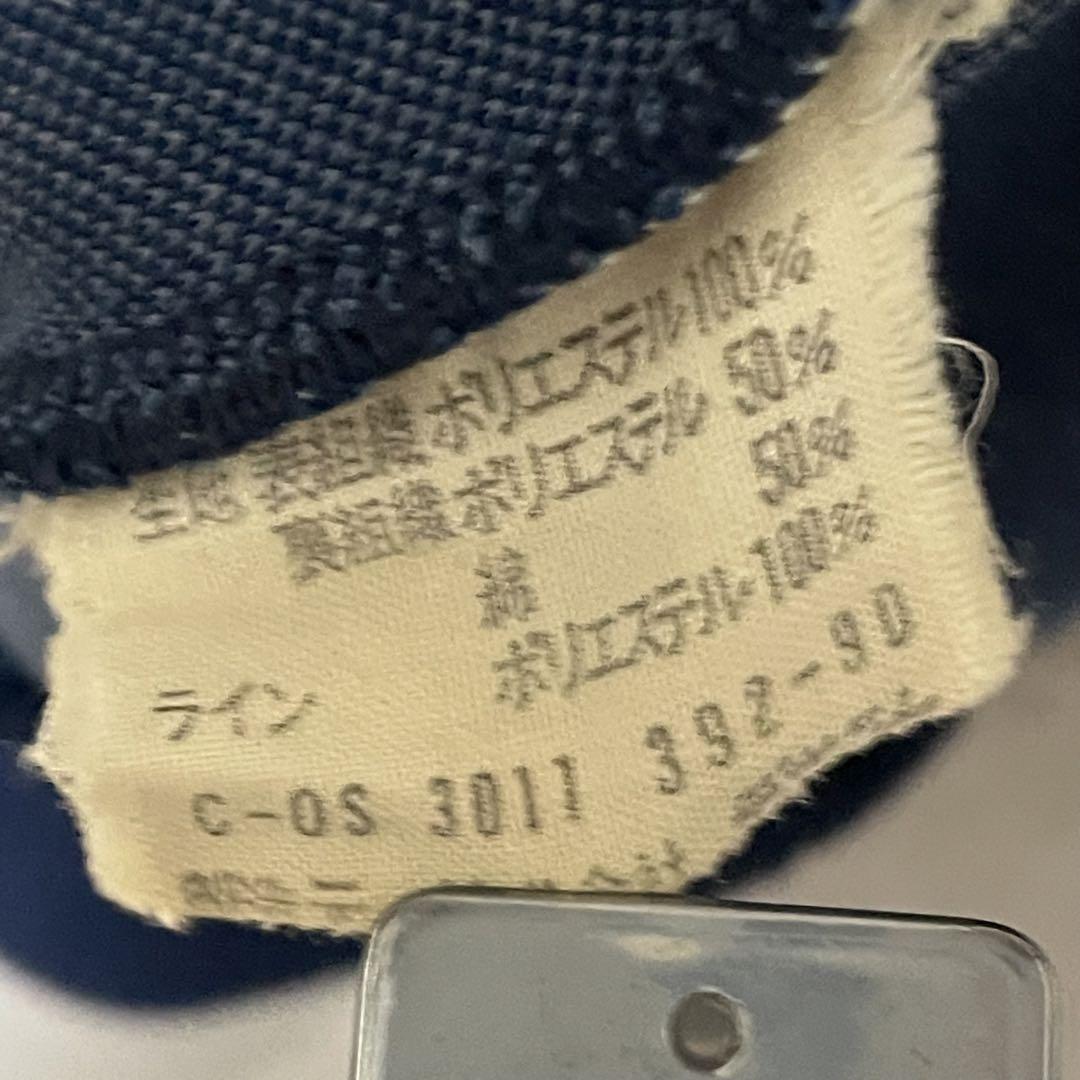 生地 表組織 ポリエステル100%
裏組織 ポリエステル 50%
綿 50%
ライン ポリエステル100%
C-OS 3011 392-90